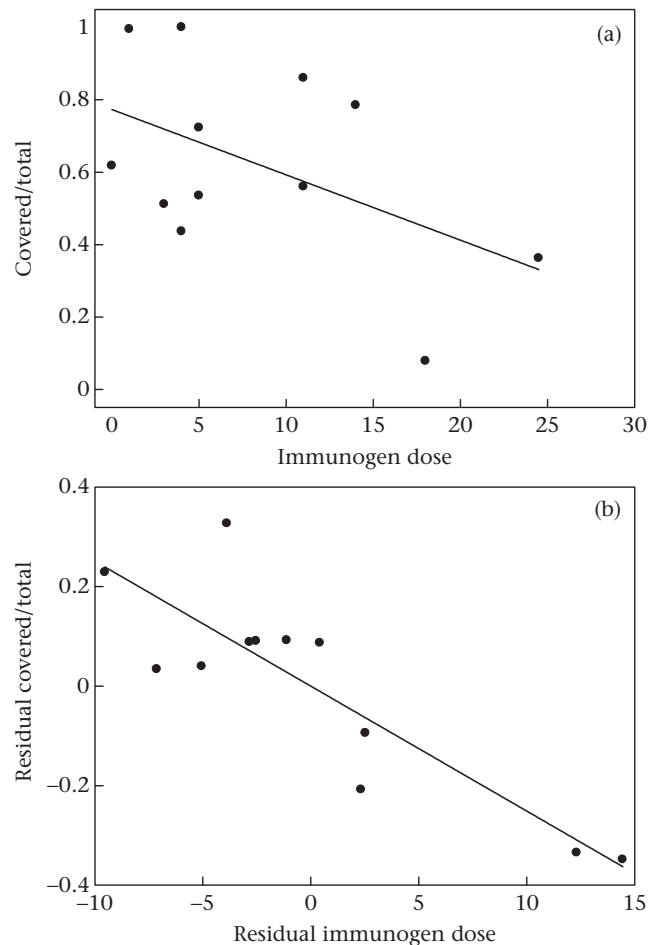 (a)
1
0.8
0.6
0.4
0.2
0
Covered/total
0 5 10 15 20 25 30
Immunogen dose
(b)
0.4
0.2
0
−0.2
−0.4
Residual covered/total
−10 −5 0 5 10 15
Residual immunogen dose